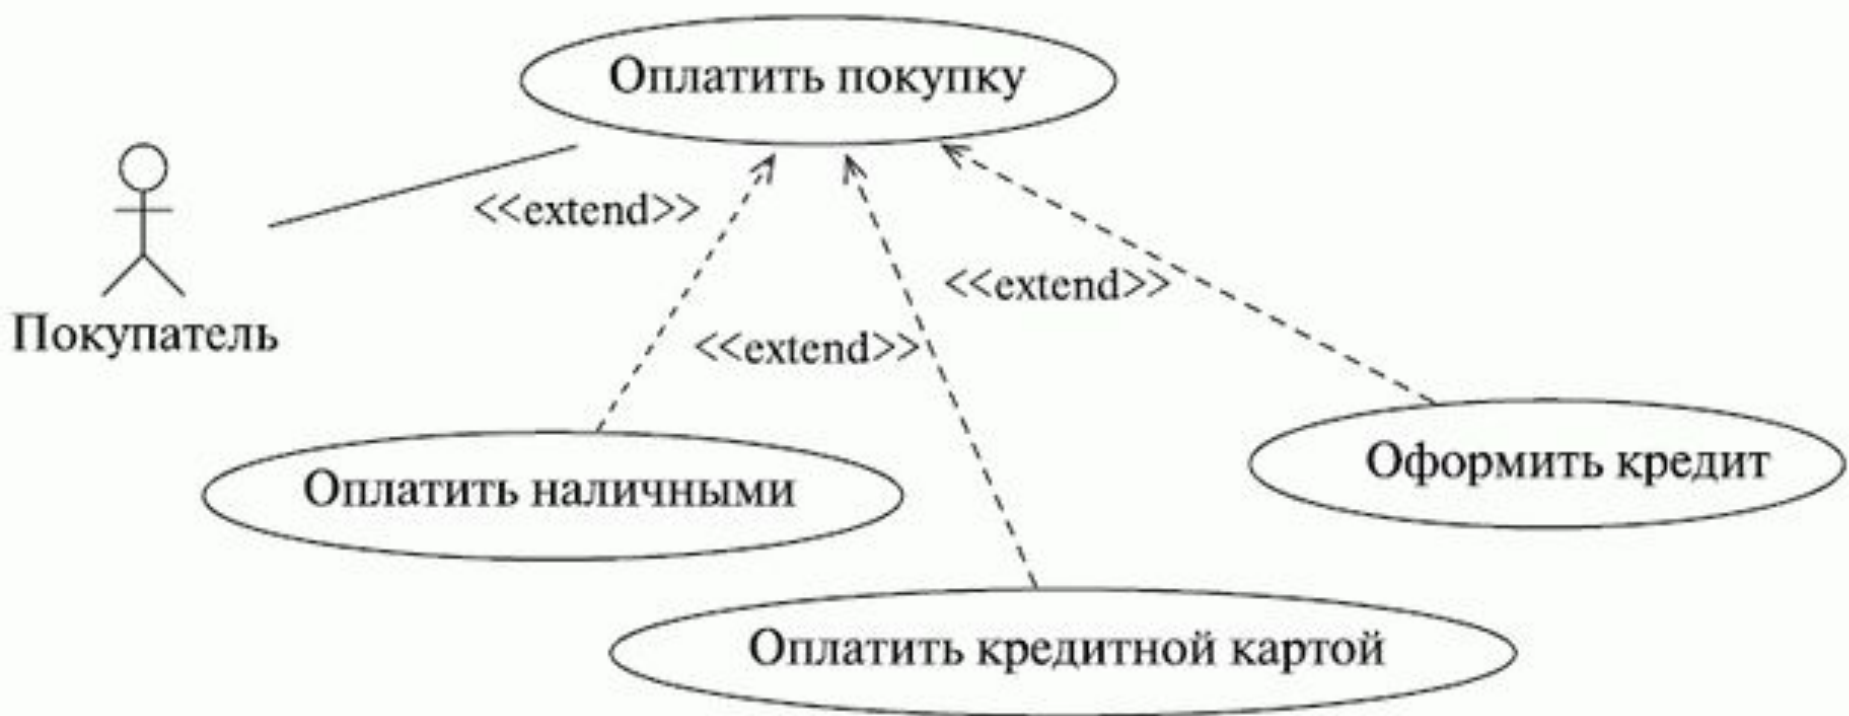 Оплатить покупку
<<extend>>
<<extend>>
Покупатель
<<extend>>
Оформить кредит
Оплатить наличными
Оплатить кредитной картой